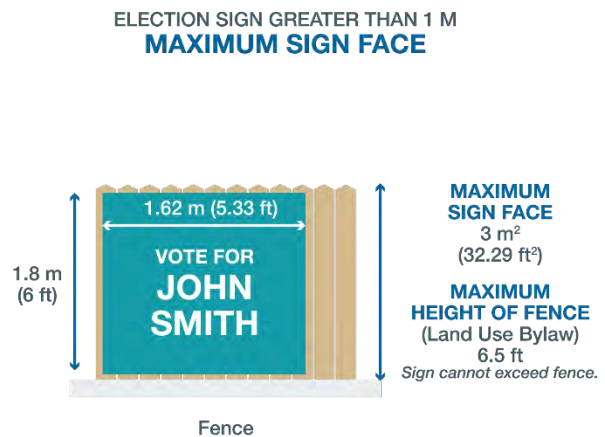 ELECTION SIGN GREATER THAN 1 M
MAXIMUM SIGN FACE
1.62 m (5.33 ft)
VOTE FOR
JOHN
SMITH
1.8 m
(6 ft)
MAXIMUM
SIGN FACE
3 m²
(32.29 ft²)
MAXIMUM
HEIGHT OF FENCE
(Land Use Bylaw)
6.5 ft
Sign cannot exceed fence.
Fence